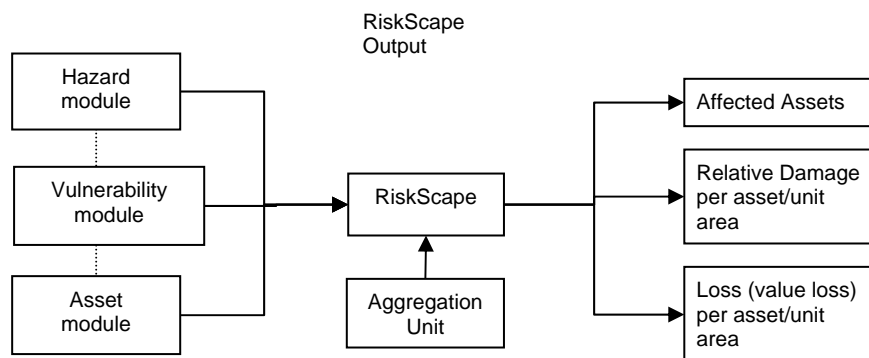 RiskScape
Output
Hazard
module
Vulnerability
module
Asset
module
RiskScape
Aggregation
Unit
Affected Assets
Relative Damage
per asset/unit
area
Loss (value loss)
per asset/unit
area